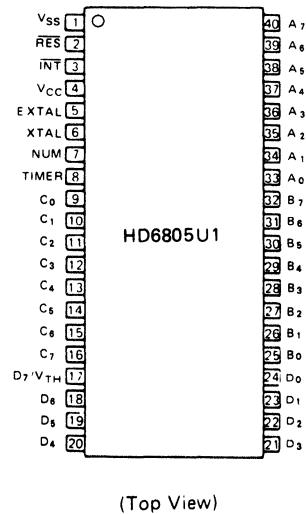 VSS 1 40 A7
RES 2 39 A6
INT 3 38 A5
VCC 4 37 A4
EXTAL 5 36 A3
XTAL 6 35 A2
NUM 7 34 A1
TIMER 8 33 A0
C0 9 32 B7
C1 10 31 B6
C2 11 30 B5
C3 12 29 B4
C4 13 28 B3
C5 14 27 B2
C6 15 26 B1
C7 16 25 B0
D7/VTH 17 24 D0
D6 18 23 D1
D5 19 22 D2
D4 20 21 D3
HD6805U1
(Top View)